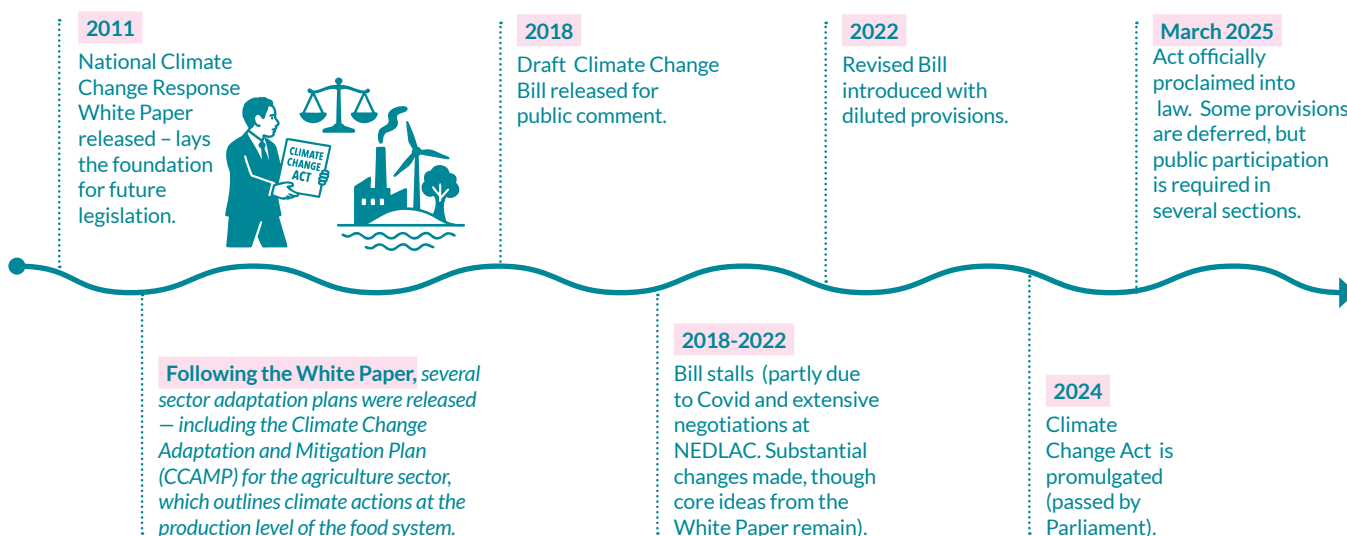 2011
National Climate
Change Response
White Paper
released – lays
the foundation
for future
legislation.
CLIMATE
CHANGE
ACT
Following the White Paper, several
sector adaptation plans were released
— including the Climate Change
Adaptation and Mitigation Plan
(CCAMP) for the agriculture sector,
which outlines climate actions at the
production level of the food system.
2018
Draft Climate Change
Bill released for
public comment.
2018-2022
Bill stalls (partly due
to Covid and extensive
negotiations at
NEDLAC. Substantial
changes made, though
core ideas from the
White Paper remain).
2022
Revised Bill
introduced with
diluted provisions.
2024
Climate
Change Act is
promulgated
(passed by
Parliament).
March 2025
Act officially
proclaimed into
law. Some provisions
are deferred, but
public participation
is required in
several sections.